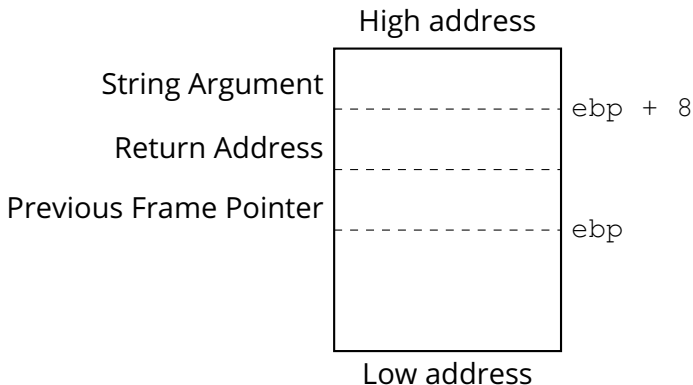 High address
String Argument
ebp + 8
Return Address
Previous Frame Pointer
ebp
Low address